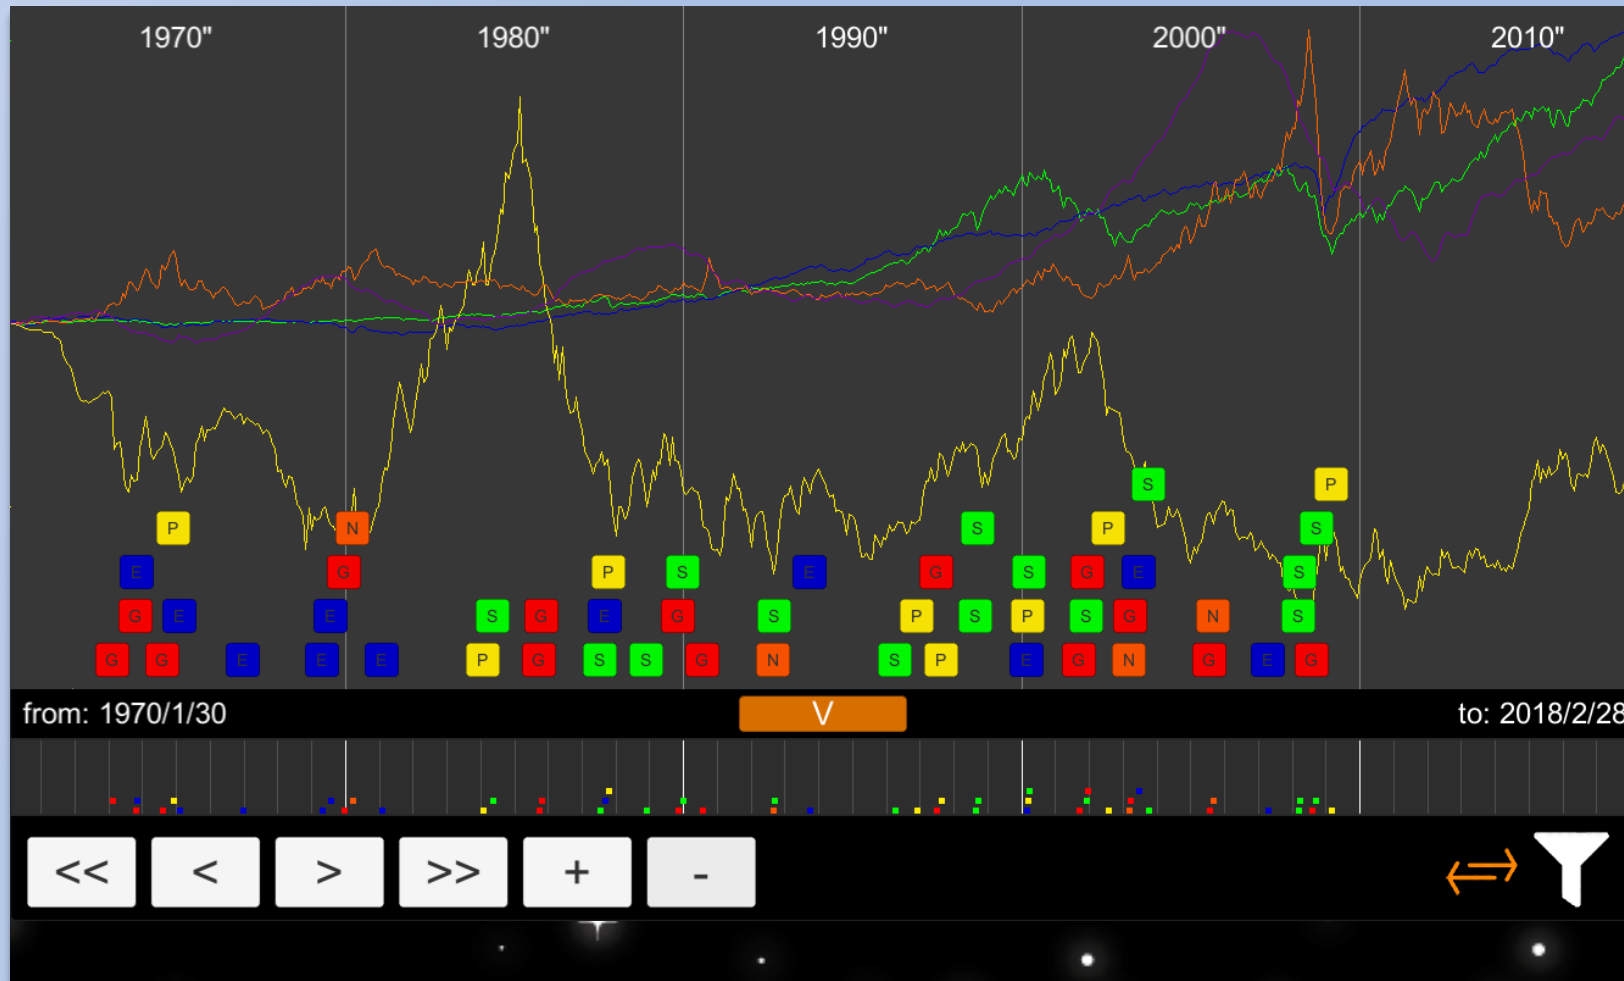 1970" 1980" 1990" 2000" 2010"
S P
P N S P S
E G P S E G S G E S
G E E S G E G S P S P S G N S
G G E E E P G S S G N S P E G N G E G
from: 1970/1/30 V to: 2018/2/28
<< < > >> + -